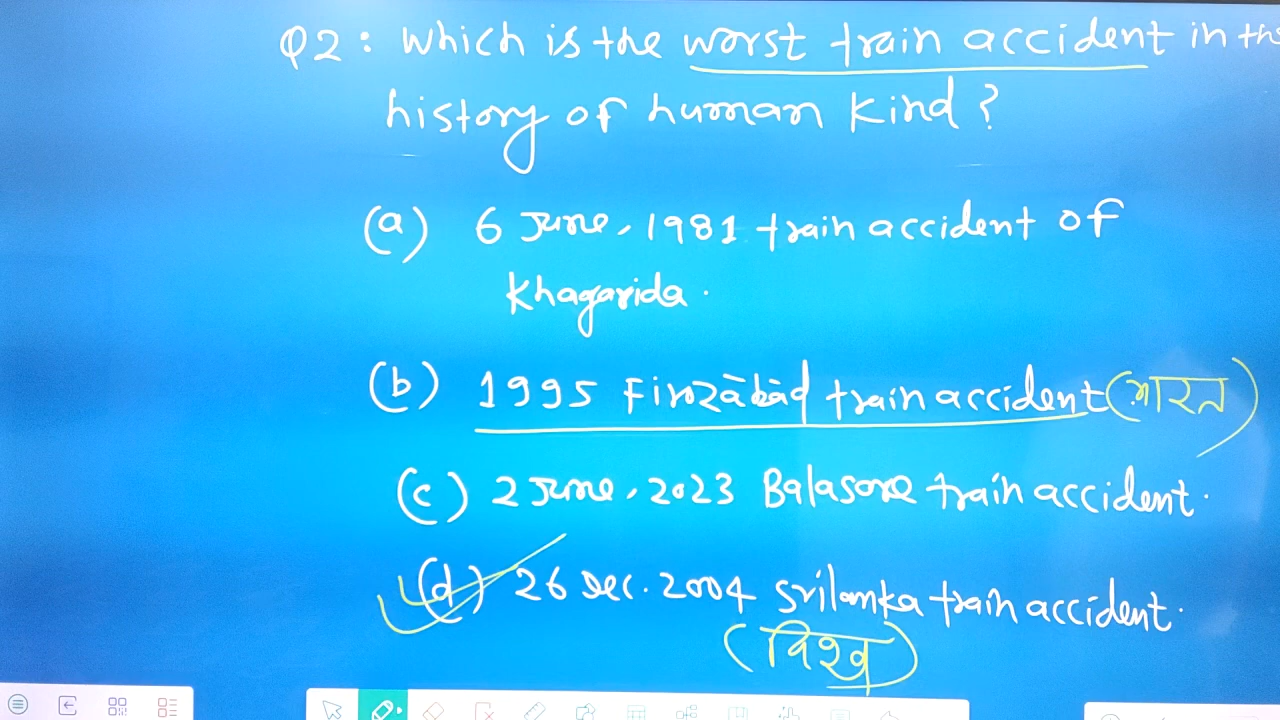 Q2: Which is the worst train accident in the
history of human kind?
(a) 6 June, 1981 train accident of
Khagarida.
(b) 1995 Firozābād train accident (भारत)
(c) 2 June, 2023 Balasore train accident.
(d) 26 Dec. 2004 Srilanka train accident.
(विश्व)